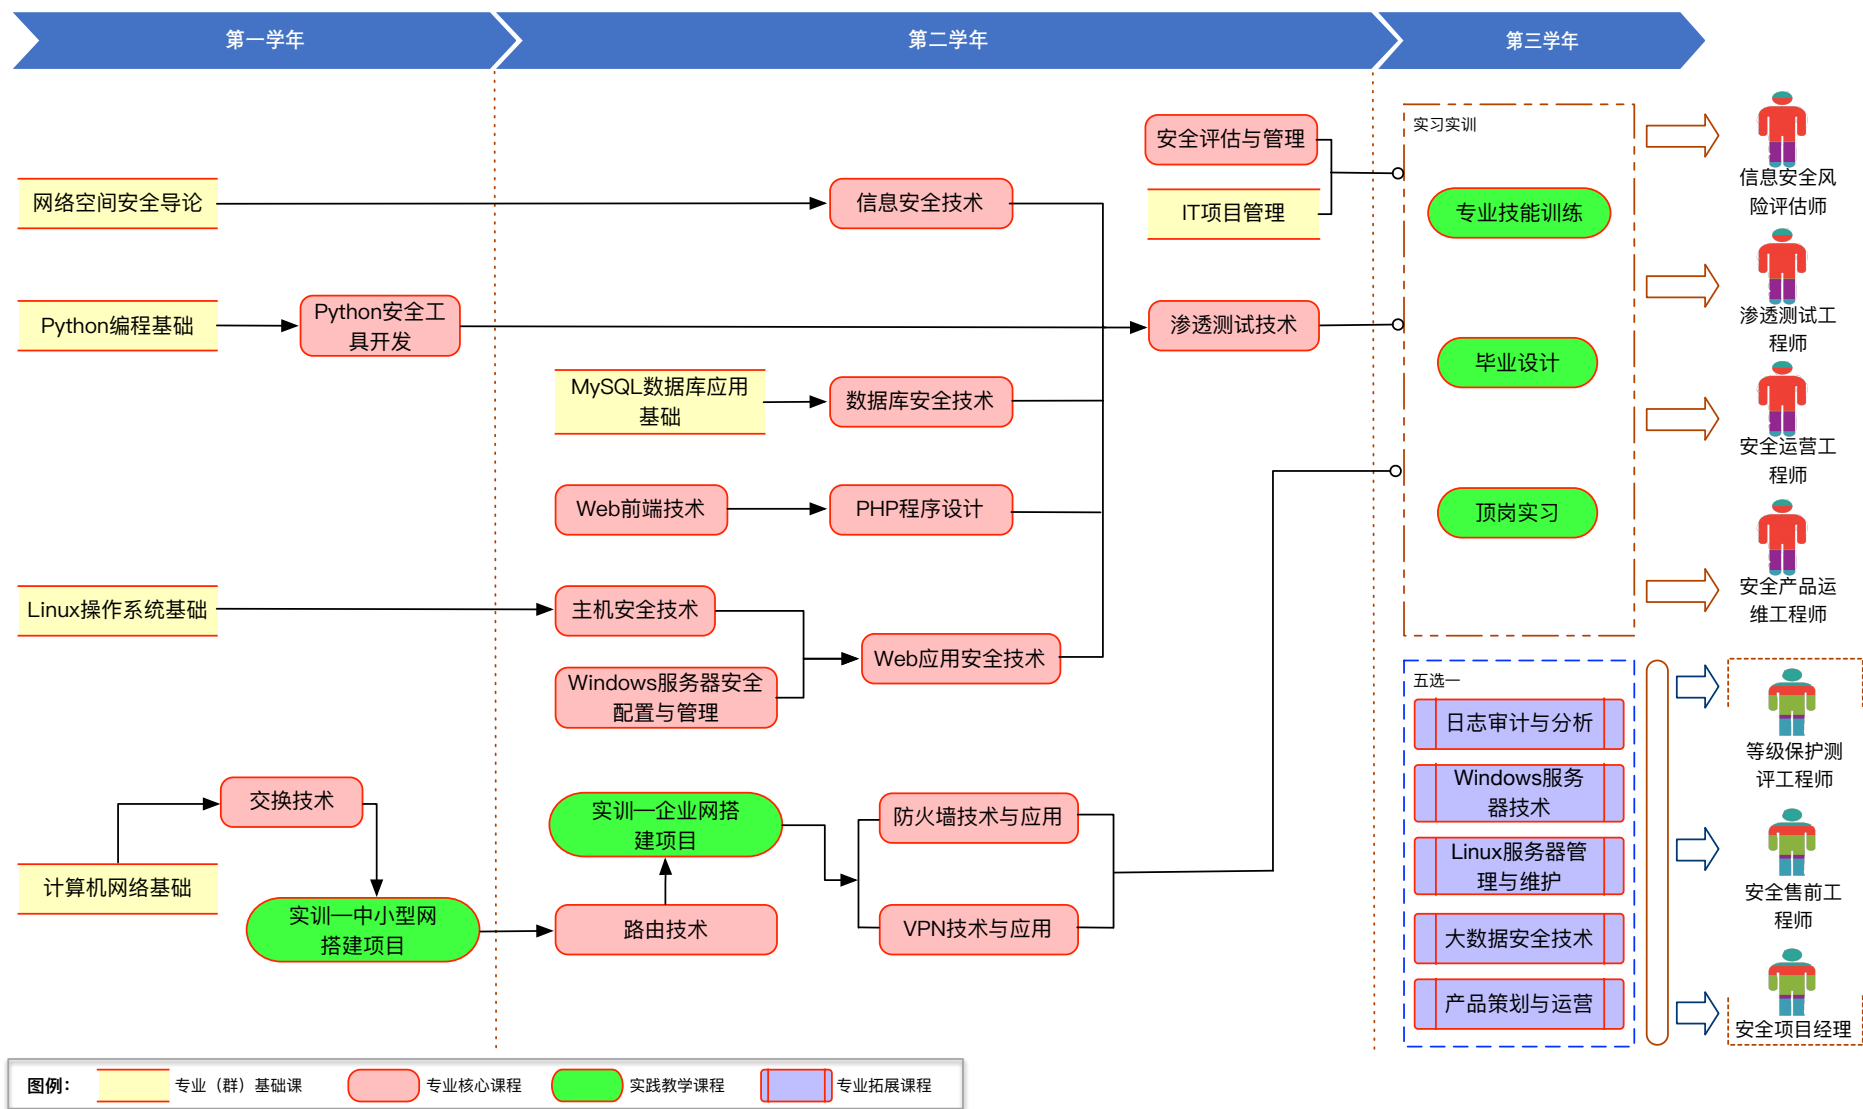 第一学年
第二学年
第三学年
网络空间安全导论
信息安全技术
安全评估与管理
IT项目管理
Python编程基础
Python安全工
具开发
渗透测试技术
MySQL数据库应用
基础
数据库安全技术
Web前端技术
PHP程序设计
Linux操作系统基础
主机安全技术
Windows服务器安全
配置与管理
Web应用安全技术
交换技术
计算机网络基础
实训—中小型网
搭建项目
实训—企业网搭
建项目
路由技术
防火墙技术与应用
VPN技术与应用
实习实训
专业技能训练
毕业设计
顶岗实习
五选一
日志审计与分析
Windows服务
器技术
Linux服务器管
理与维护
大数据安全技术
产品策划与运营
信息安全风
险评估师
渗透测试工
程师
安全运营工
程师
安全产品运
维工程师
等级保护测
评工程师
安全售前工
程师
安全项目经理
图例：
专业（群）基础课
专业核心课程
实践教学课程
专业拓展课程